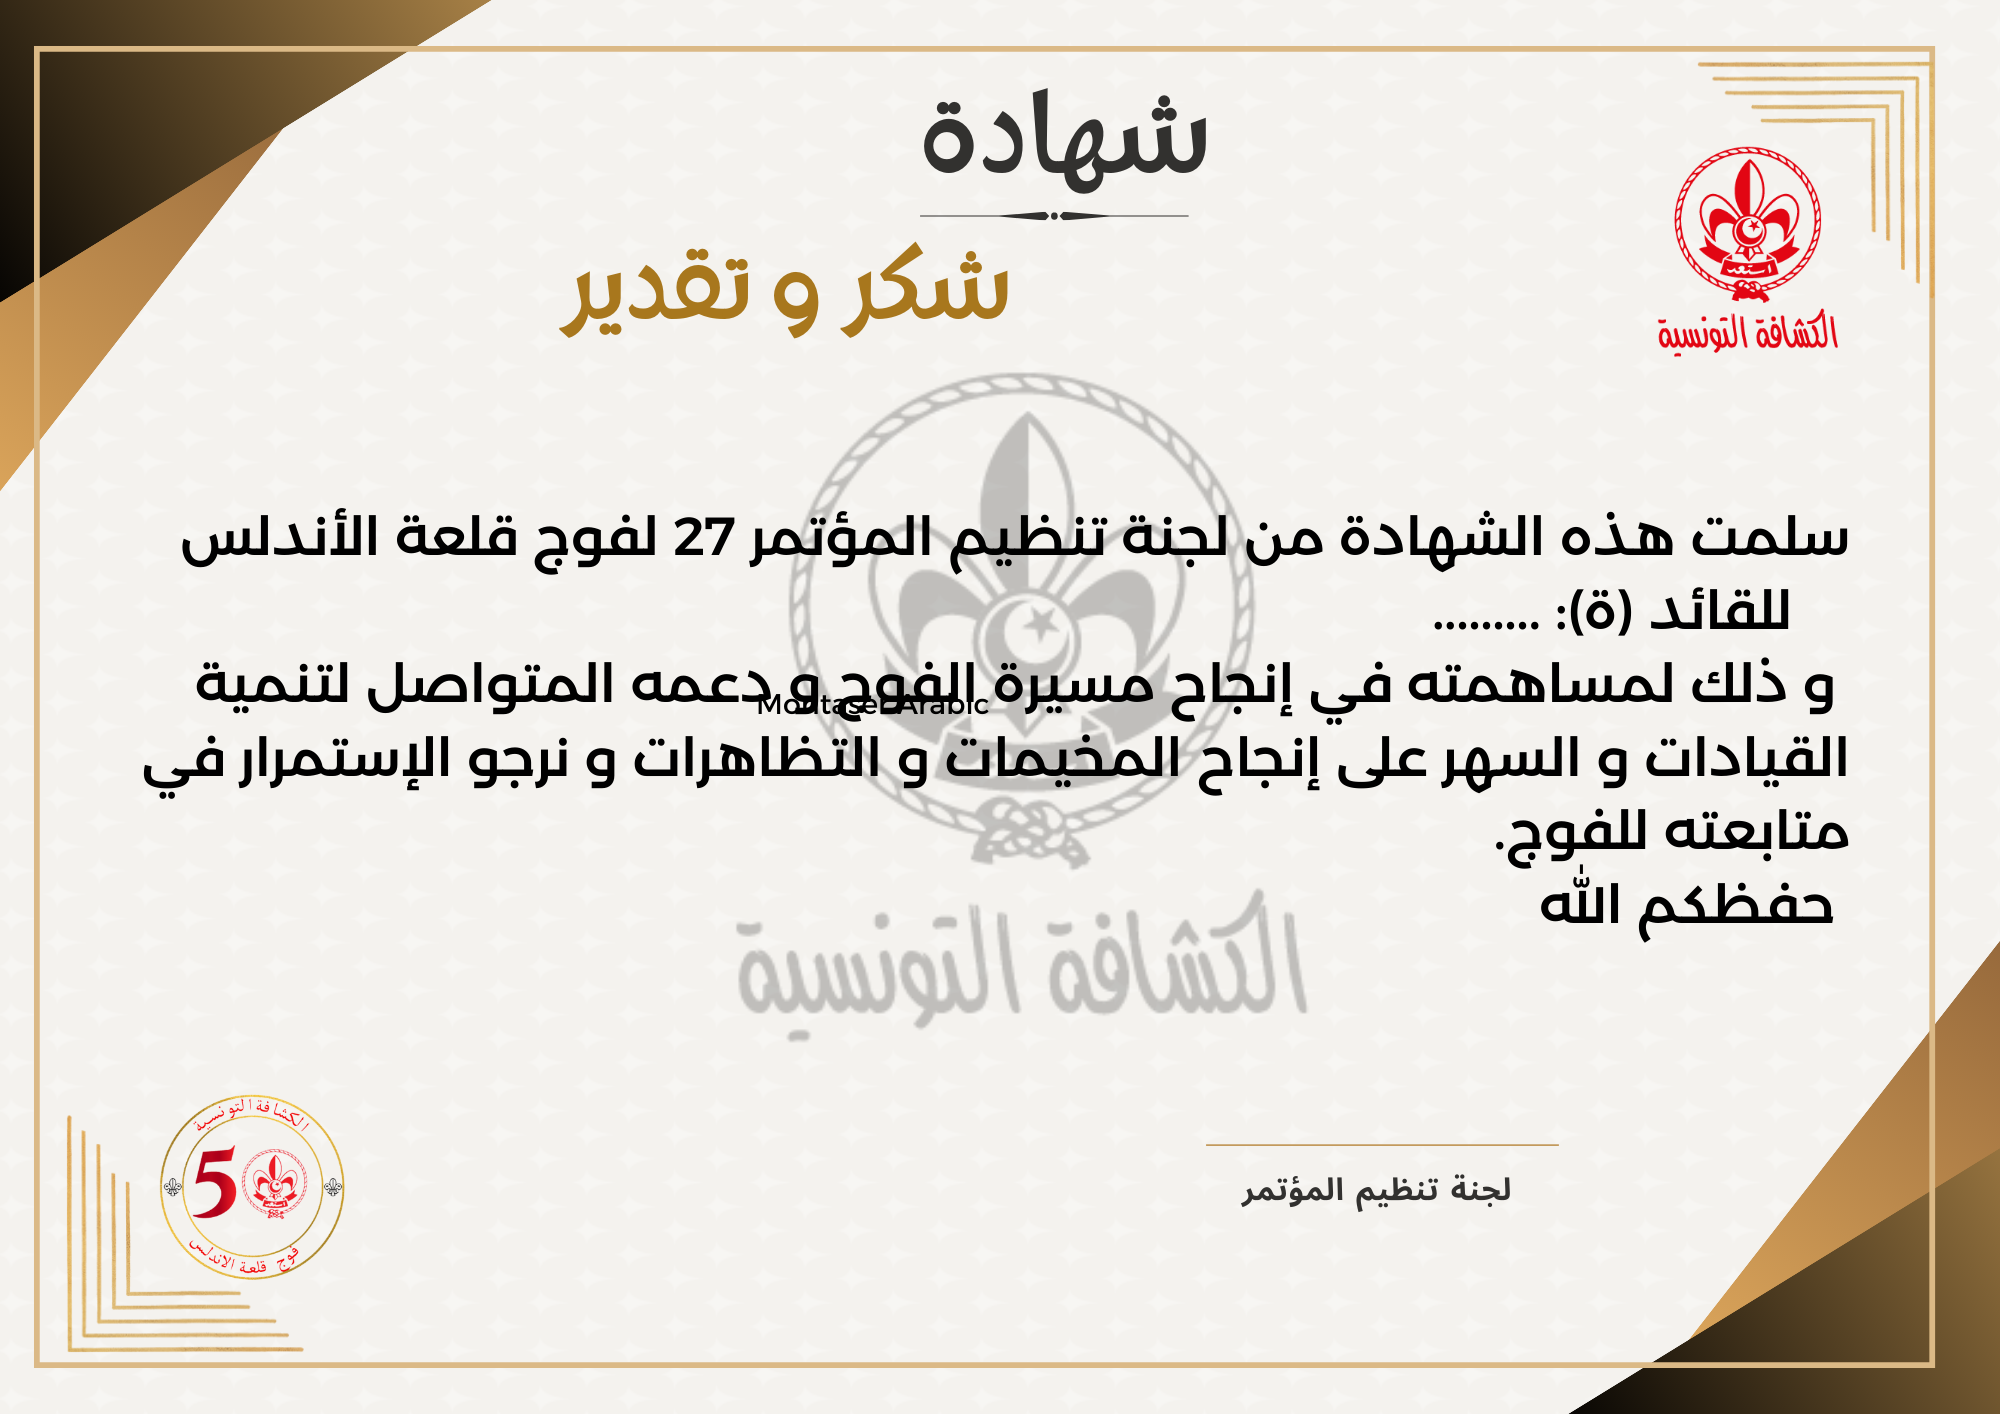 شهادة
شكر و تقدير
استعد
الكشافة التونسية
سلمت هذه الشهادة من لجنة تنظيم المؤتمر 27 لفوج قلعة الأندلس
للقائد (ة): .........
و ذلك لمساهمته في إنجاح مسيرة الفوج و دعمه المتواصل لتنمية
Montaser Arabic
القيادات و السهر على إنجاح المخيمات و التظاهرات و نرجو الإستمرار في
متابعته للفوج.
حفظكم الله
الكشافة التونسية
الكشافة التونسية
50
فوج قلعة الاندلس
لجنة تنظيم المؤتمر